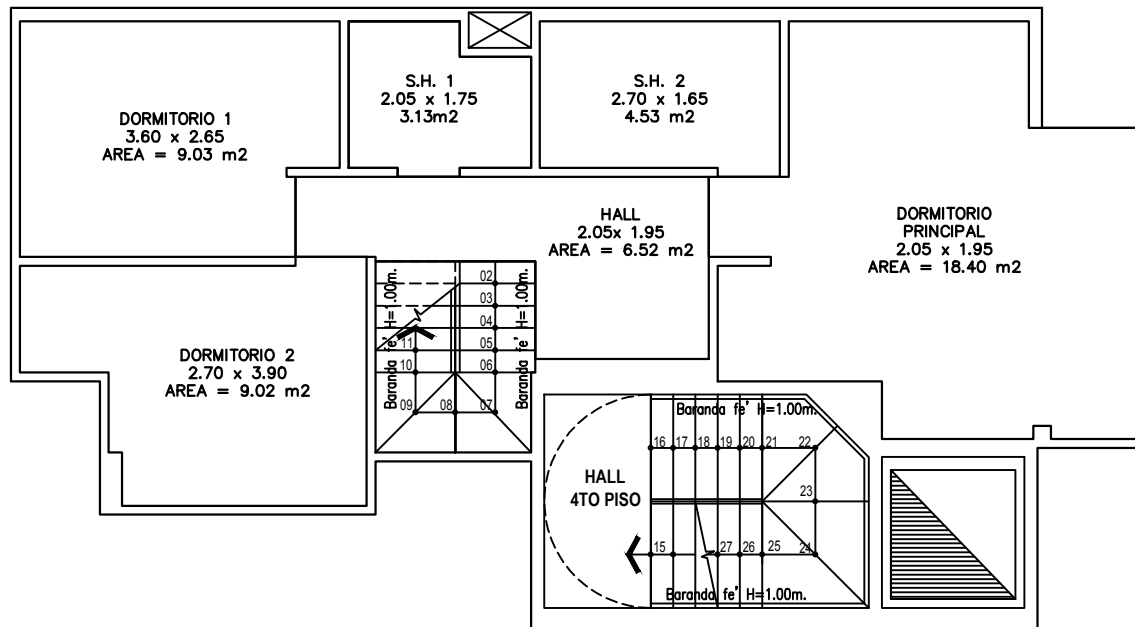 S.H. 1
2.05 x 1.75
3.13m2
S.H. 2
2.70 x 1.65
4.53 m2
DORMITORIO 1
3.60 x 2.65
AREA = 9.03 m2
HALL
2.05x 1.95
AREA = 6.52 m2
DORMITORIO
PRINCIPAL
2.05 x 1.95
AREA = 18.40 m2
DORMITORIO 2
2.70 x 3.90
AREA = 9.02 m2
Baranda fe' H=1.00m.
Baranda fe' H=1.00m.
02
03
04
11 05
10 06
09 08 07
Baranda fe' H=1.00m.
16 17 18 19 20 21 22
HALL
4TO PISO
23
15 27 26 25 24
Baranda fe' H=1.00m.